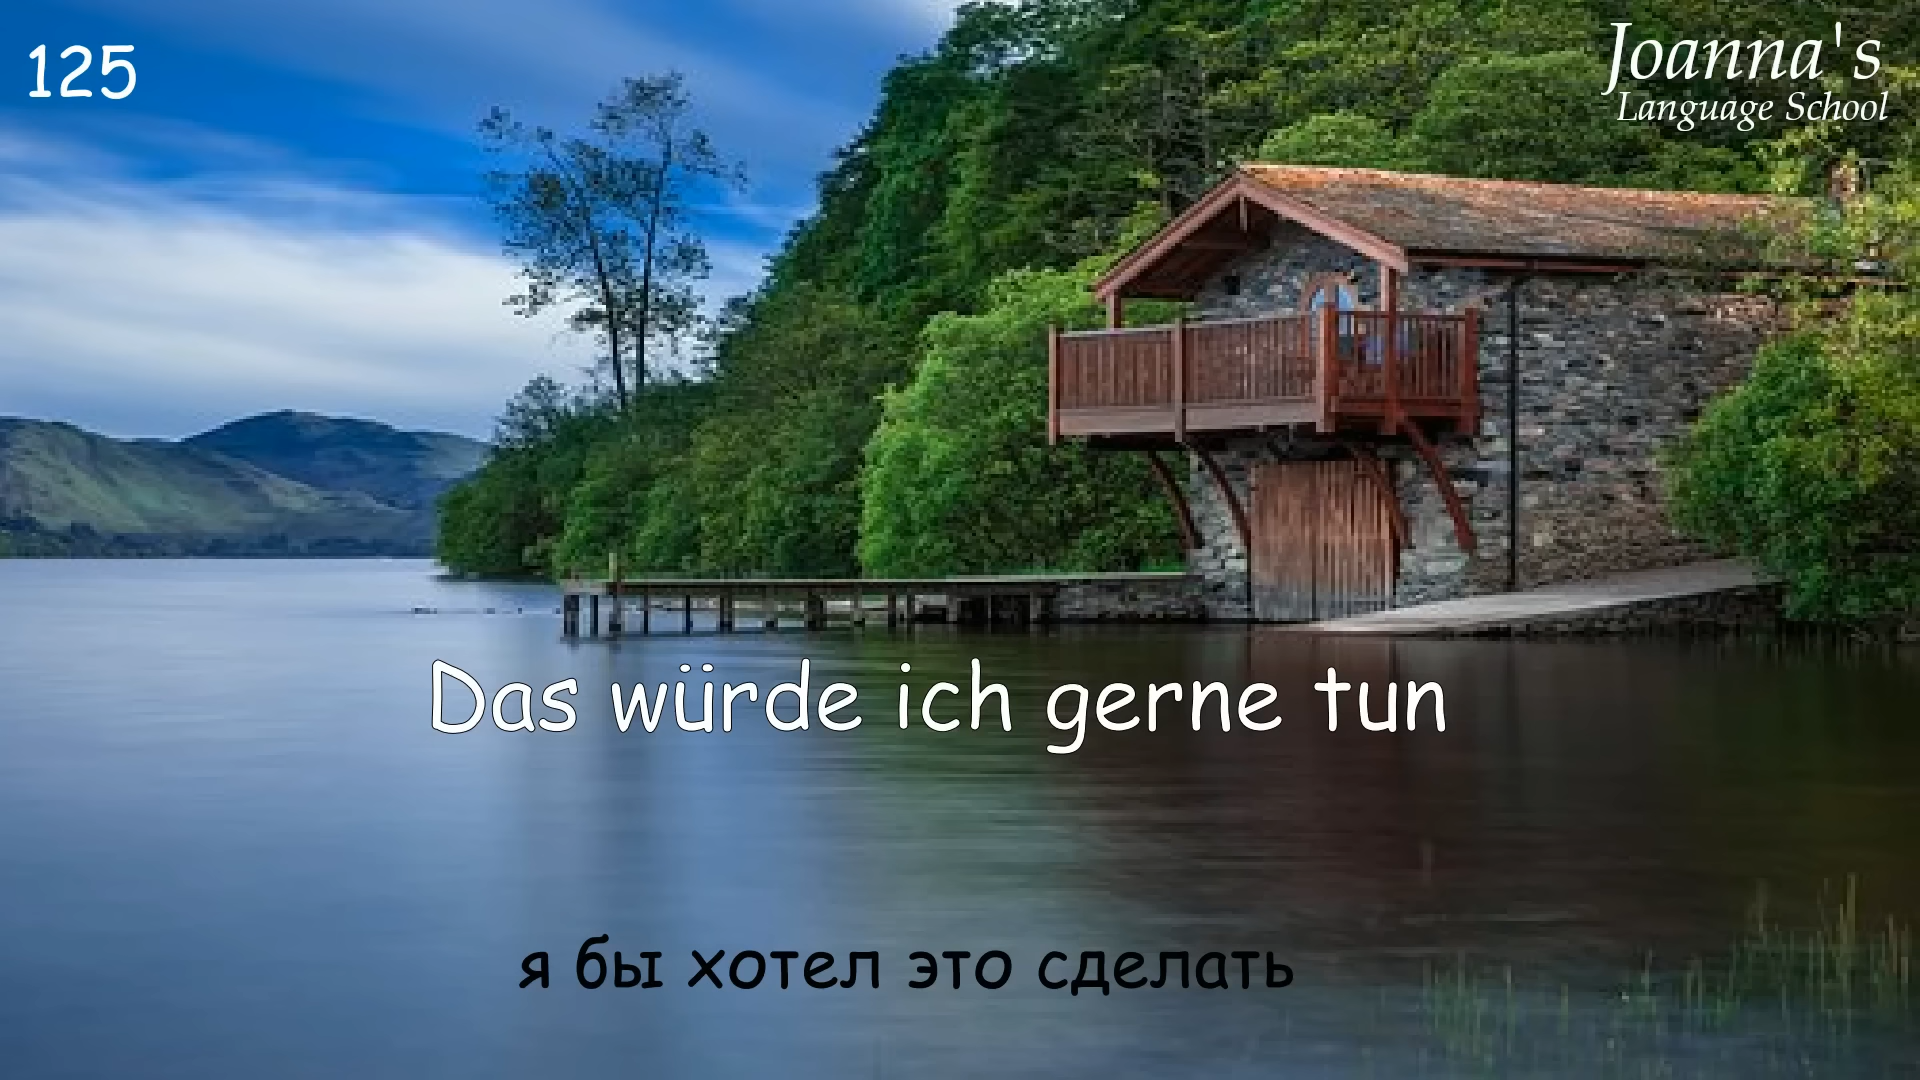 125
Joanna's
Language School
Das würde ich gerne tun
я бы хотел это сделать